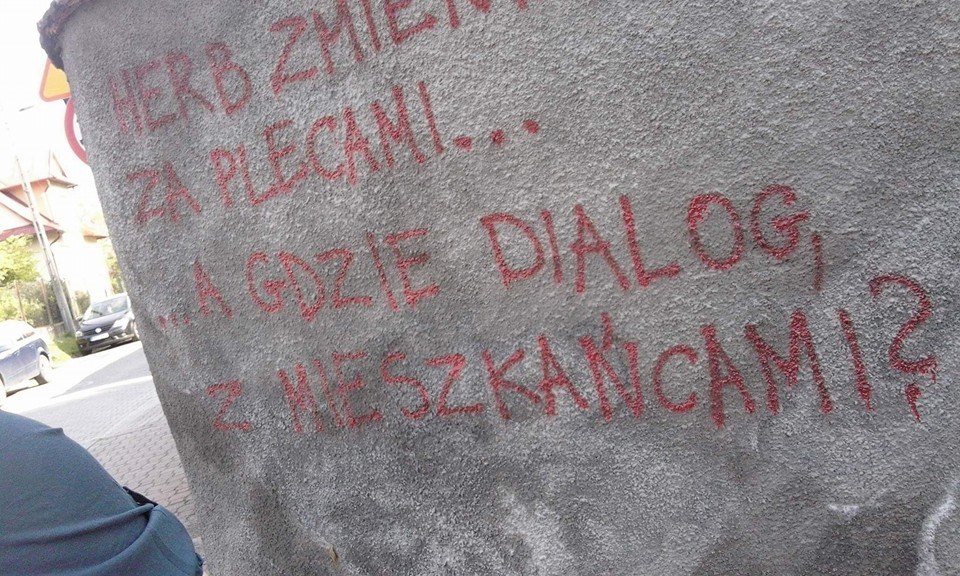 HERB
ZA PLECAMI...
...A GDZIE DIALOG,
Z MIESZKAŃCAMI?